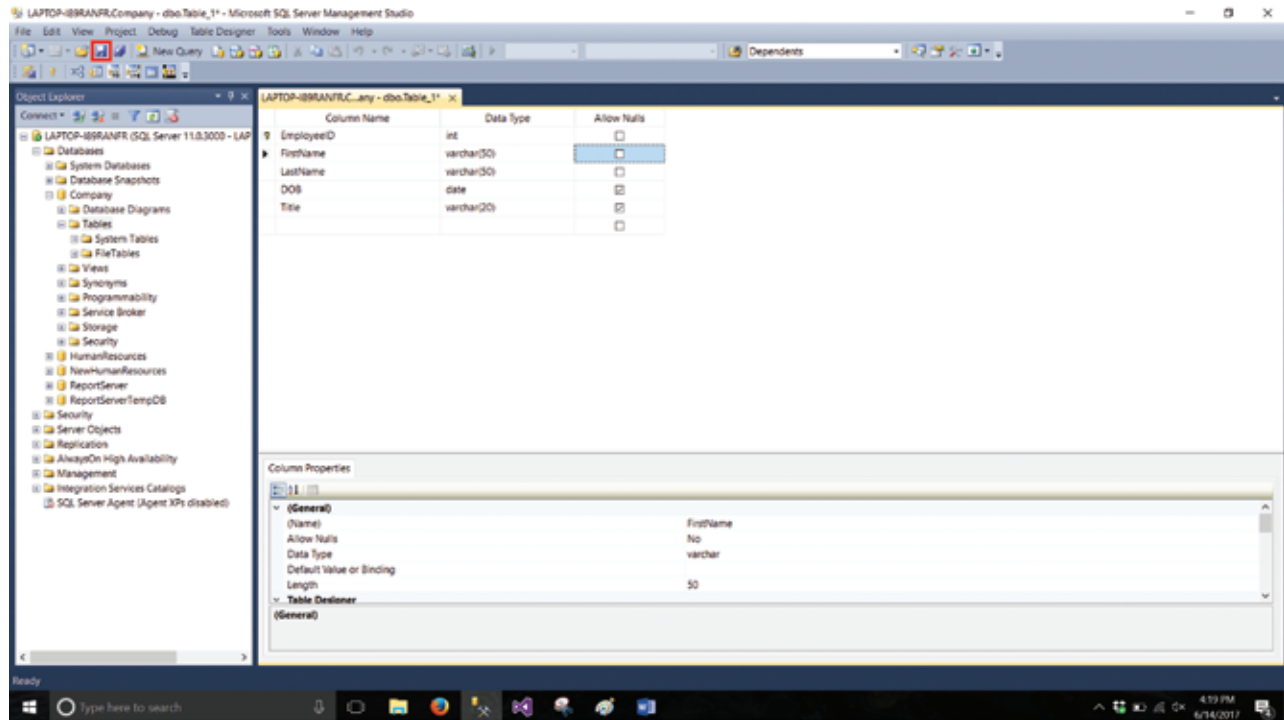 LAPTOP-I89RANFR.Company - dbo.Table_1* - Microsoft SQL Server Management Studio
File Edit View Project Debug Table Designer Tools Window Help
New Query
Dependents
Object Explorer
Connect
LAPTOP-I89RANFR (SQL Server 11.0.3000 - LAP
Databases
System Databases
Database Snapshots
Company
Database Diagrams
Tables
System Tables
FileTables
Views
Synonyms
Programmability
Service Broker
Storage
Security
HumanResources
NewHumanResources
ReportServer
ReportServerTempDB
Security
Server Objects
Replication
AlwaysOn High Availability
Management
Integration Services Catalogs
SQL Server Agent (Agent XPs disabled)
LAPTOP-I89RANFR.C...any - dbo.Table_1*
Column Name Data Type Allow Nulls
EmployeeID int
FirstName varchar(50)
LastName varchar(50)
DOB date
Title varchar(20)
Column Properties
(General)
(Name) FirstName
Allow Nulls No
Data Type varchar
Default Value or Binding
Length 50
Table Designer
(General)
Ready
Type here to search
4:19 PM
6/14/2017